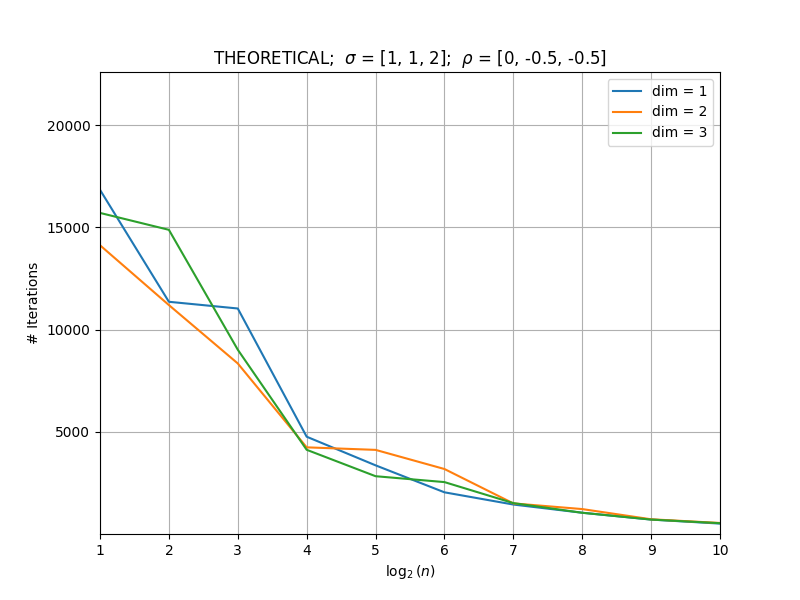 THEORETICAL;  σ = [1, 1, 2];  ρ = [0, -0.5, -0.5]
dim = 1
dim = 2
dim = 3
20000
15000
10000
5000
# Iterations
1 2 3 4 5 6 7 8 9 10
log₂(n)